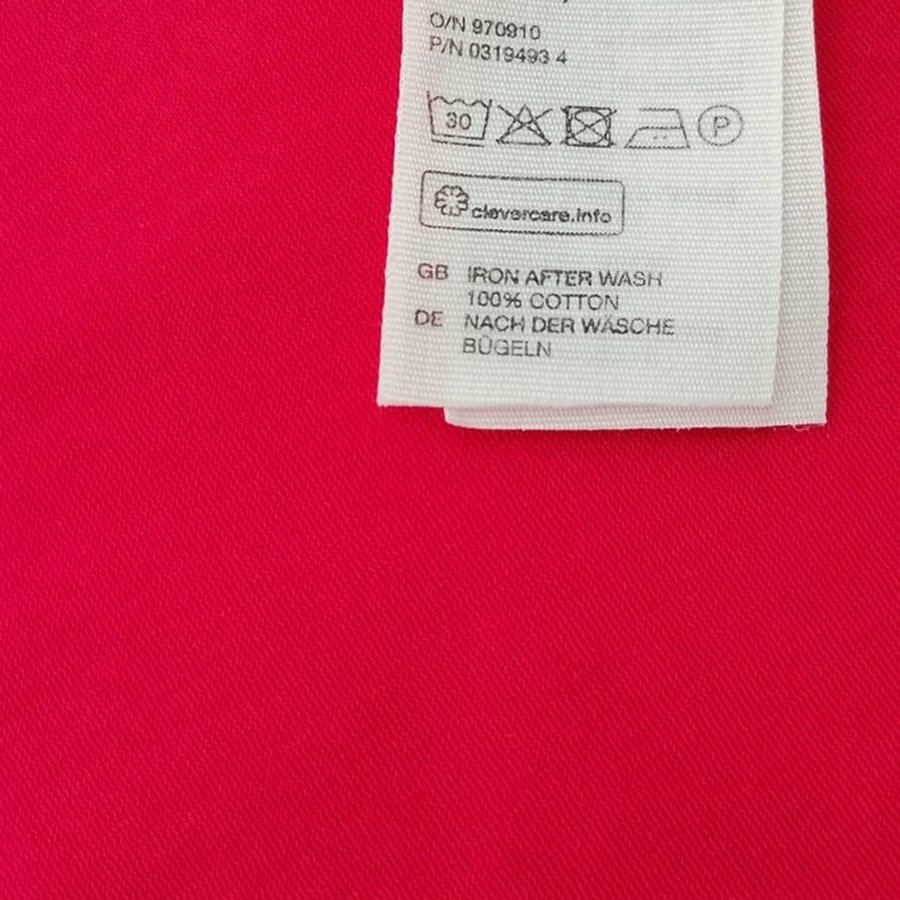 O/N 970910
P/N 0319493 4
30 P
clevercare.info
GB IRON AFTER WASH
100% COTTON
DE NACH DER WÄSCHE
BÜGELN